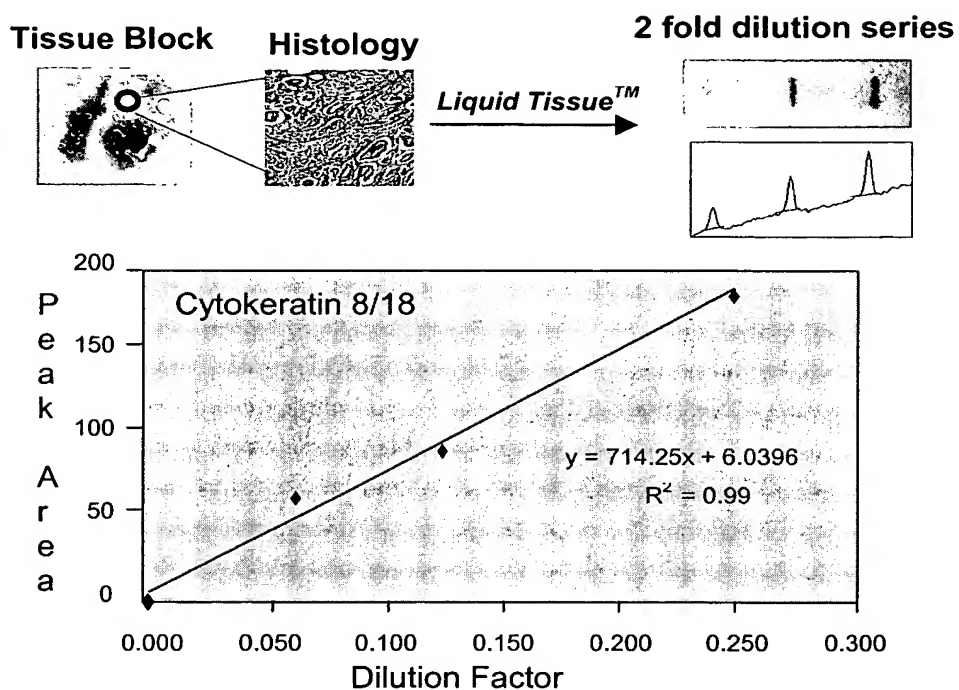 Tissue Block
Histology
2 fold dilution series
Liquid Tissue™
Peak Area
200
150
100
50
0
Cytokeratin 8/18
y = 714.25x + 6.0396
R² = 0.99
0.000 0.050 0.100 0.150 0.200 0.250 0.300
Dilution Factor